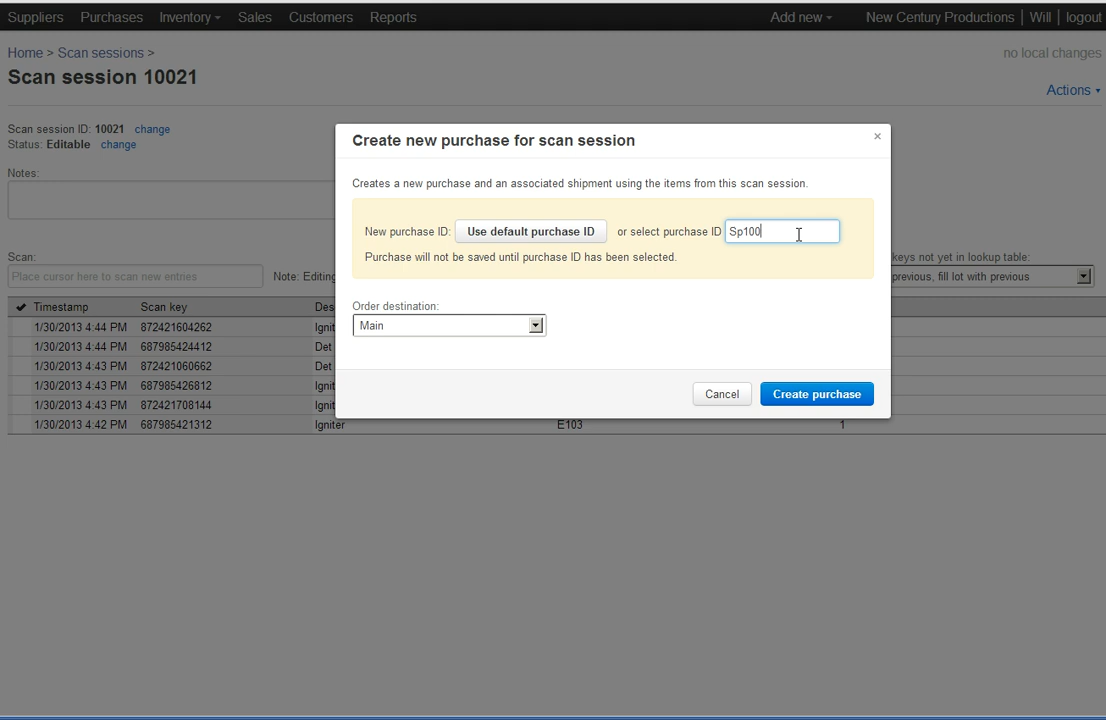 Suppliers Purchases Inventory Sales Customers Reports Add new New Century Productions | Will | logout
Home > Scan sessions >
no local changes
Scan session 10021
Actions
Scan session ID: 10021 change
Status: Editable change
Notes:
Create new purchase for scan session
×
Creates a new purchase and an associated shipment using the items from this scan session.
New purchase ID: Use default purchase ID or select purchase ID Sp100
Purchase will not be saved until purchase ID has been selected.
Order destination:
Main
Cancel Create purchase
Scan: keys not yet in lookup table:
Place cursor here to scan new entries Note: Editing previous, fill lot with previous
Timestamp Scan key Des
1/30/2013 4:44 PM 872421604262 Ignit
1/30/2013 4:44 PM 687985424412 Det
1/30/2013 4:43 PM 872421060662 Ignit
1/30/2013 4:43 PM 687985426812 Ignit
1/30/2013 4:43 PM 872421708144 Ignit
1/30/2013 4:42 PM 687985421312 Igniter E103 1